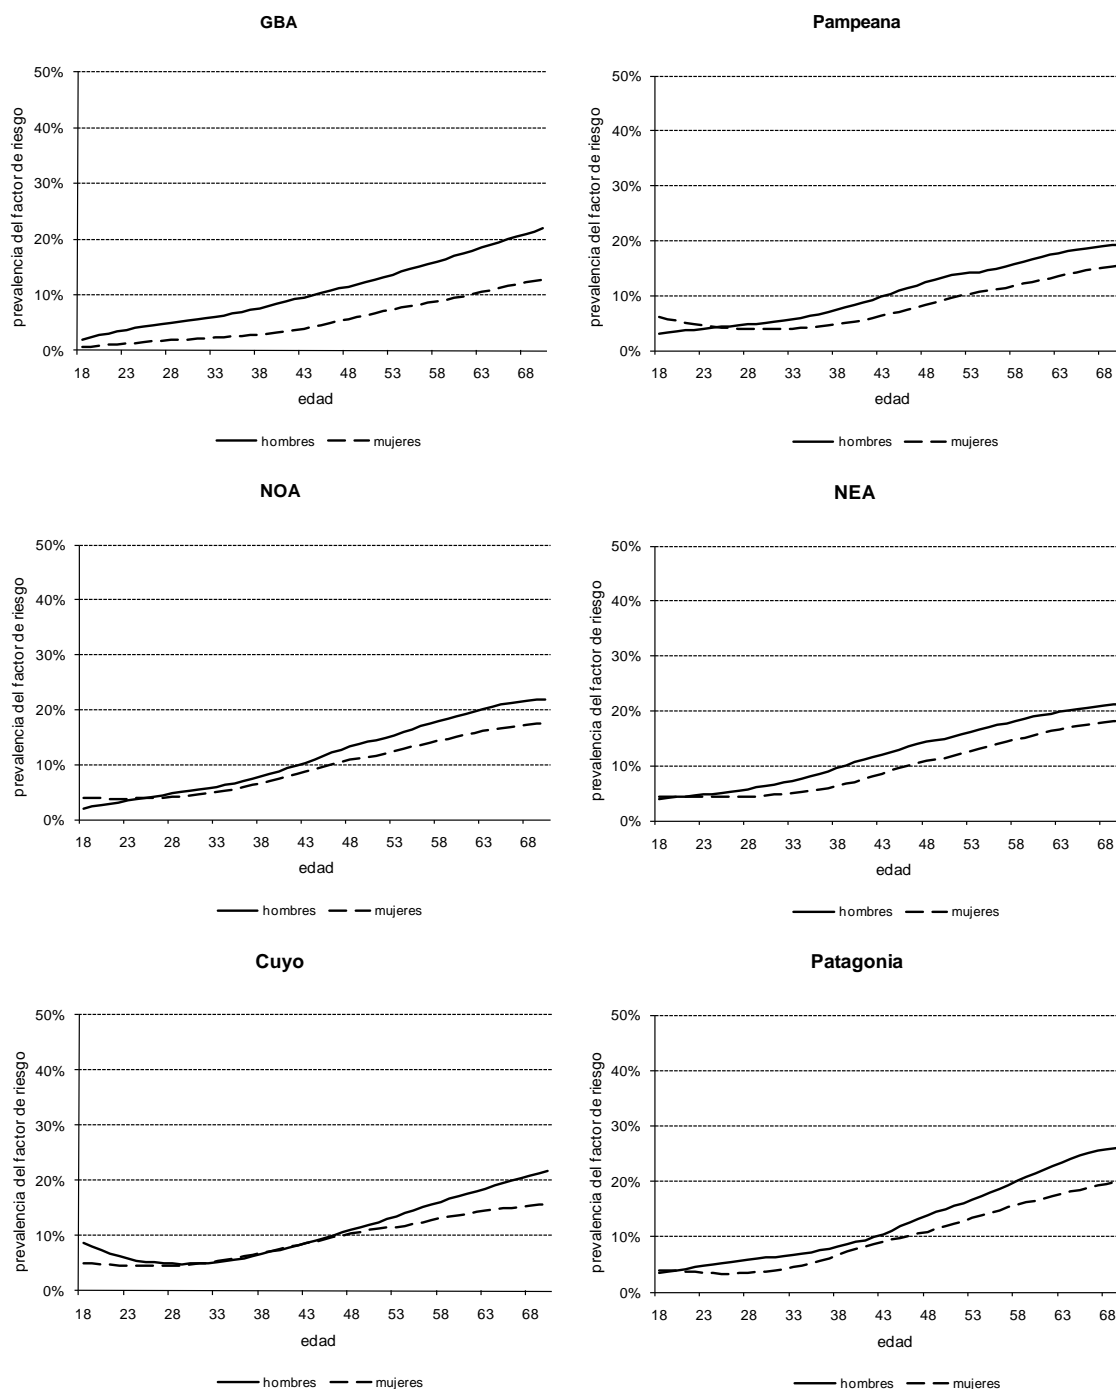 GBA
prevalencia del factor de riesgo
50%
40%
30%
20%
10%
0%
18 23 28 33 38 43 48 53 58 63 68
edad
hombres mujeres
Pampeana
prevalencia del factor de riesgo
50%
40%
30%
20%
10%
0%
18 23 28 33 38 43 48 53 58 63 68
edad
hombres mujeres
NOA
prevalencia del factor de riesgo
50%
40%
30%
20%
10%
0%
18 23 28 33 38 43 48 53 58 63 68
edad
hombres mujeres
NEA
prevalencia del factor de riesgo
50%
40%
30%
20%
10%
0%
18 23 28 33 38 43 48 53 58 63 68
edad
hombres mujeres
Cuyo
prevalencia del factor de riesgo
50%
40%
30%
20%
10%
0%
18 23 28 33 38 43 48 53 58 63 68
edad
hombres mujeres
Patagonia
prevalencia del factor de riesgo
50%
40%
30%
20%
10%
0%
18 23 28 33 38 43 48 53 58 63 68
edad
hombres mujeres